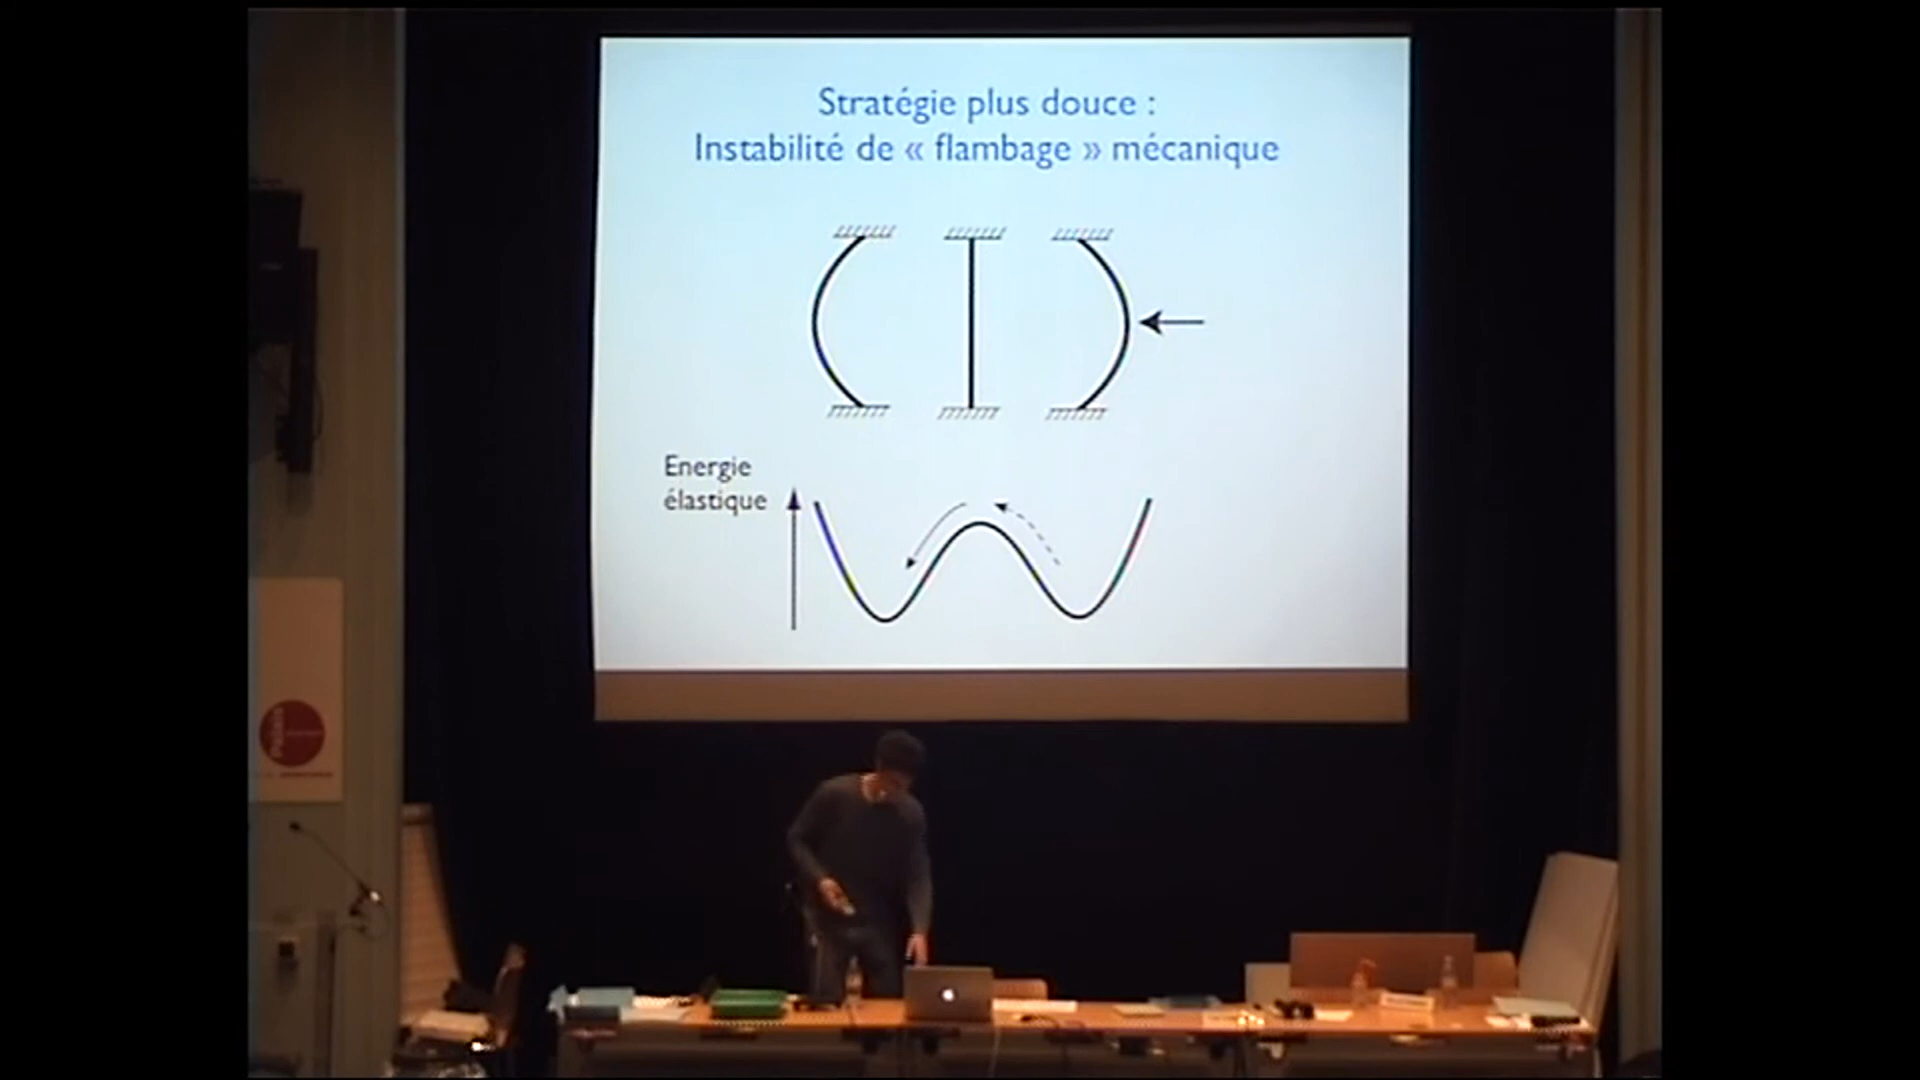 Stratégie plus douce :
Instabilité de « flambage » mécanique
Energie
élastique